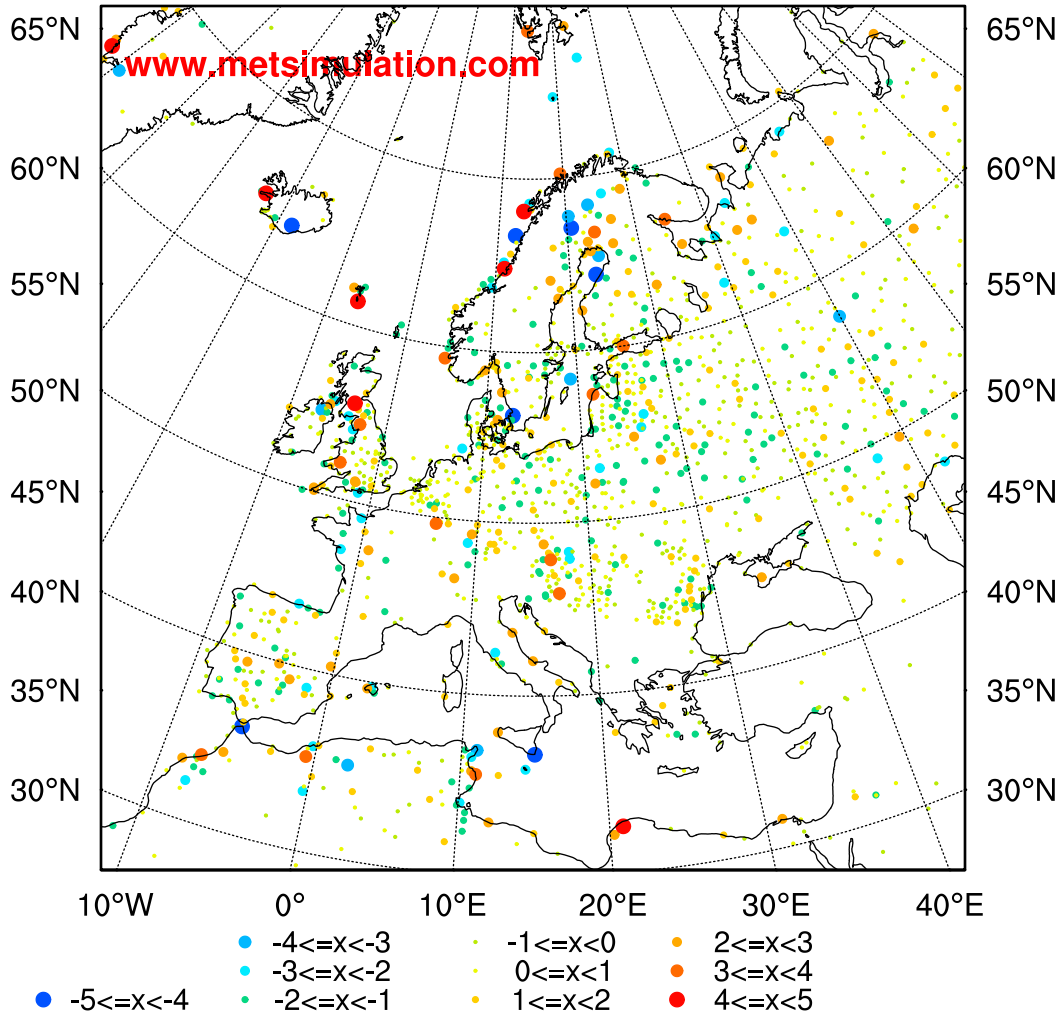 65°N 65°N
www.metsimulation.com
60°N 60°N
55°N 55°N
50°N 50°N
45°N 45°N
40°N 40°N
35°N 35°N
30°N 30°N
10°W 0° 10°E 20°E 30°E 40°E
-4<=x<-3 -1<=x<0 2<=x<3
-3<=x<-2 0<=x<1 3<=x<4
-5<=x<-4 -2<=x<-1 1<=x<2 4<=x<5